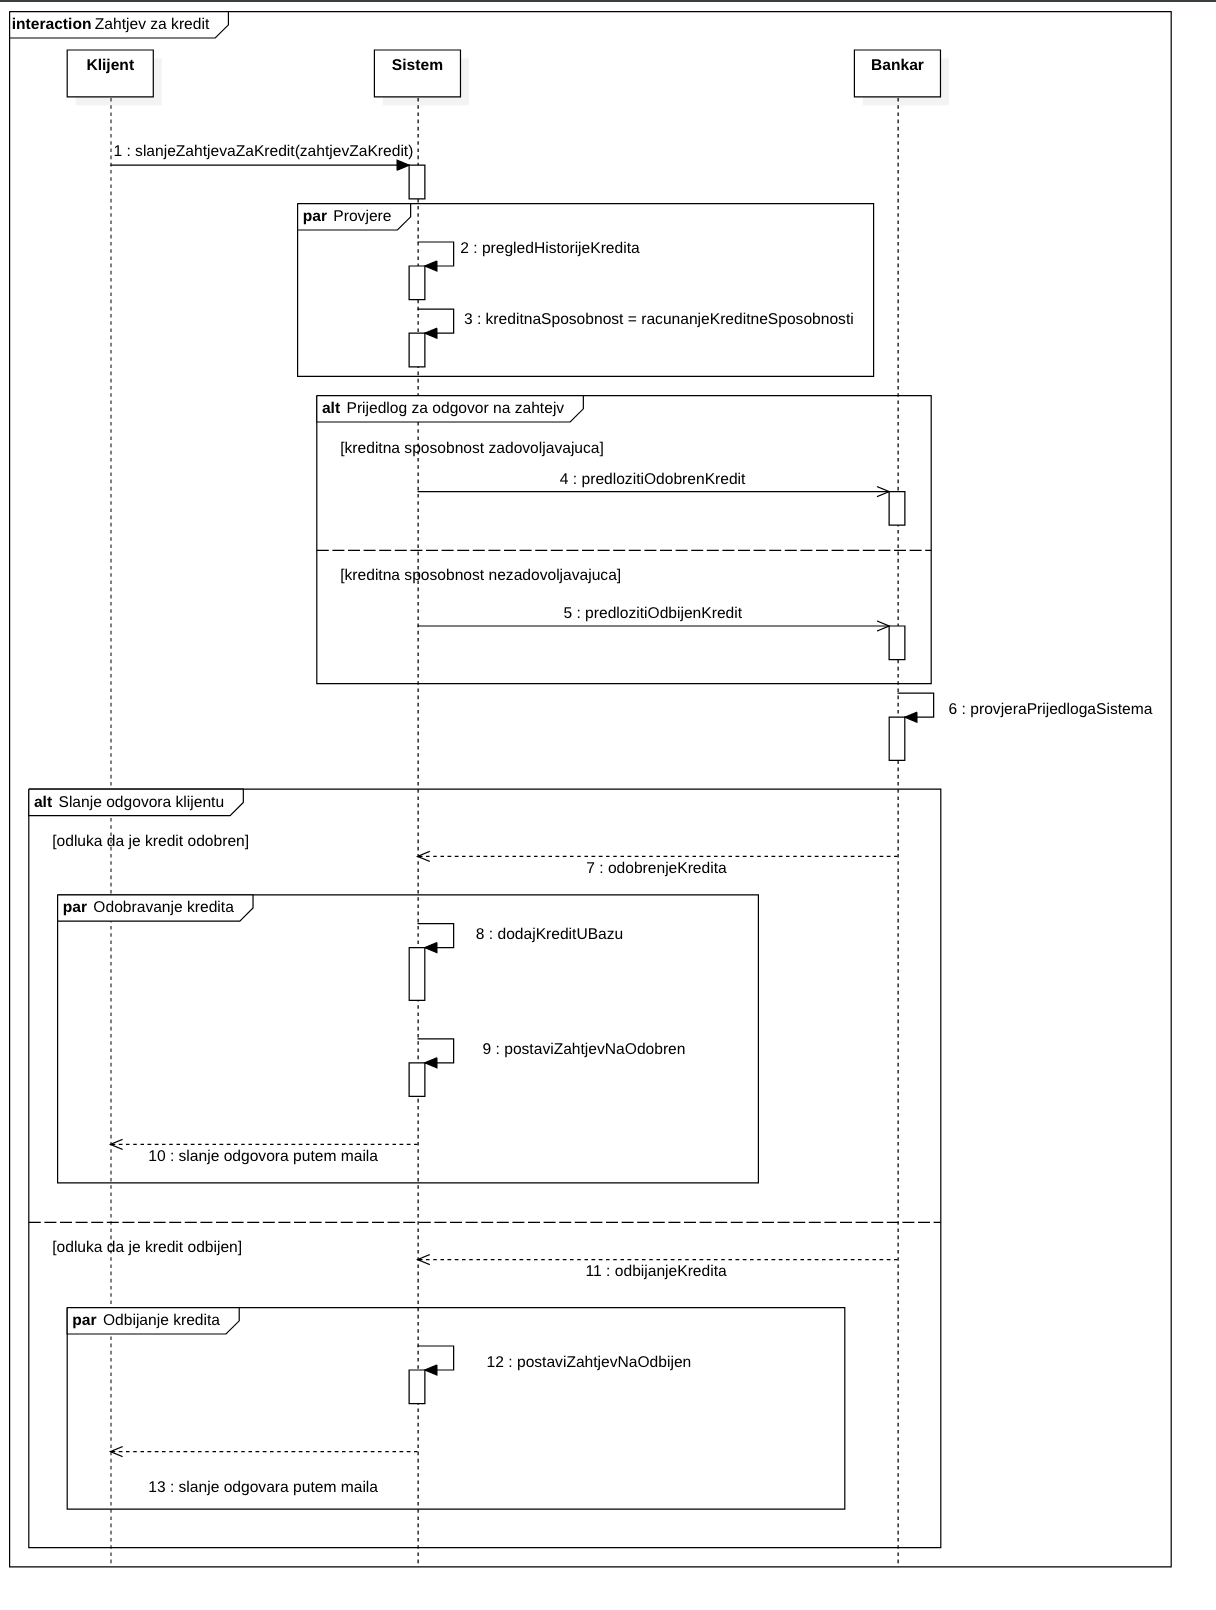 interaction Zahtjev za kredit
Klijent
Sistem
Bankar
1 : slanjeZahtjevaZaKredit(zahtjevZaKredit)
par Provjere
2 : pregledHistorijeKredita
3 : kreditnaSposobnost = racunanjeKreditneSposobnosti
alt Prijedlog za odgovor na zahtejv
[kreditna sposobnost zadovoljavajuca]
4 : predlozitiOdobrenKredit
[kreditna sposobnost nezadovoljavajuca]
5 : predlozitiOdbijenKredit
6 : provjeraPrijedlogaSistema
alt Slanje odgovora klijentu
[odluka da je kredit odobren]
7 : odobrenjeKredita
par Odobravanje kredita
8 : dodajKreditUBazu
9 : postaviZahtjevNaOdobren
10 : slanje odgovora putem maila
[odluka da je kredit odbijen]
11 : odbijanjeKredita
par Odbijanje kredita
12 : postaviZahtjevNaOdbijen
13 : slanje odgovara putem maila